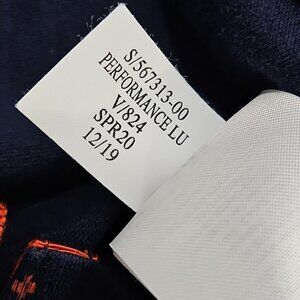 S/567313-00
PERFORMANCE LU
V/824
SPR20
12/19